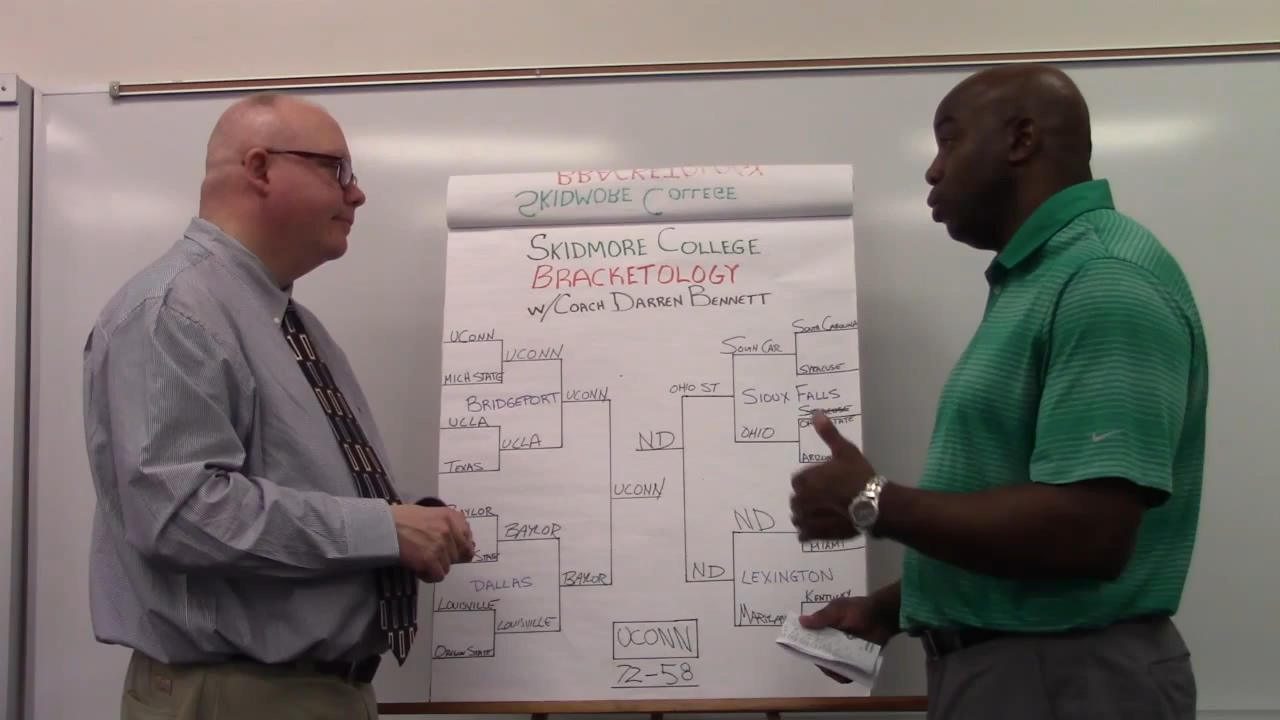 SKIDMORE COLLEGE
BRACKETOLOGY
W/COACH DARREN BENNETT
UCONN
UCONN
MICH STATE
BRIDGEPORT
UCONN
UCLA
UCLA
TEXAS
BAYLOR
STATE
DALLAS
BAYLOR
LOUISVILLE
LOUISVILLE
OREGON STATE
UCONN
ND
UCONN
72-58
SOUTH CAROLINA
SOUTH CAR
SYRACUSE
OHIO ST
SIOUX FALLS
OHIO
ND
MIAMI
ND
LEXINGTON
KENTUCKY
BAYLOR